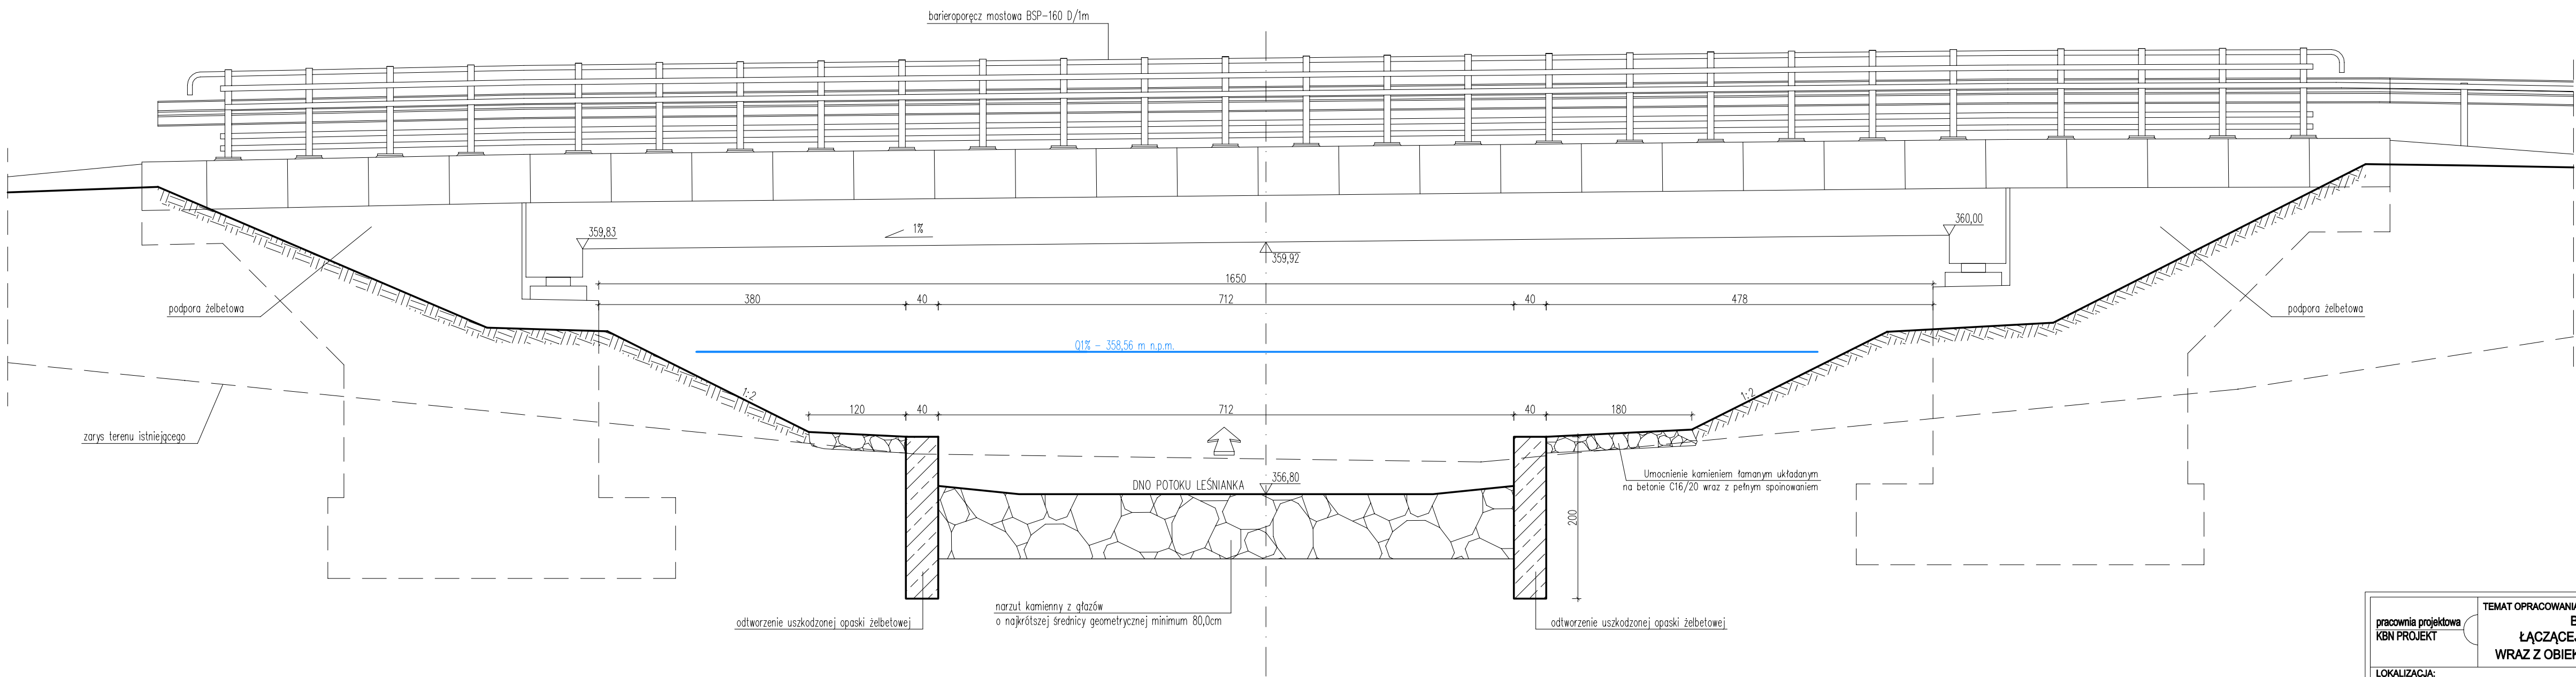 barieroporęcz mostowa BSP-160 D/1m
359,83
1%
360,00
359,92
1650
380
40
712
40
478
podpora żelbetowa
podpora żelbetowa
Q1% - 358,56 m n.p.m.
1:2
1:2
120
40
712
40
180
zarys terenu istniejącego
DNO POTOKU LEŚNIANKA
356,80
Umocnienie kamieniem łamanym układanym
na betonie C16/20 wraz z pełnym spoinowaniem
200
narzut kamienny z głazów
o najkrótszej średnicy geometrycznej minimum 80,0cm
odtworzenie uszkodzonej opaski żelbetowej
odtworzenie uszkodzonej opaski żelbetowej
pracownia projektowa
KBN PROJEKT
TEMAT OPRACOWANIA
B
ŁĄCZĄCEJ
WRAZ Z OBIEK
LOKALIZACJA: